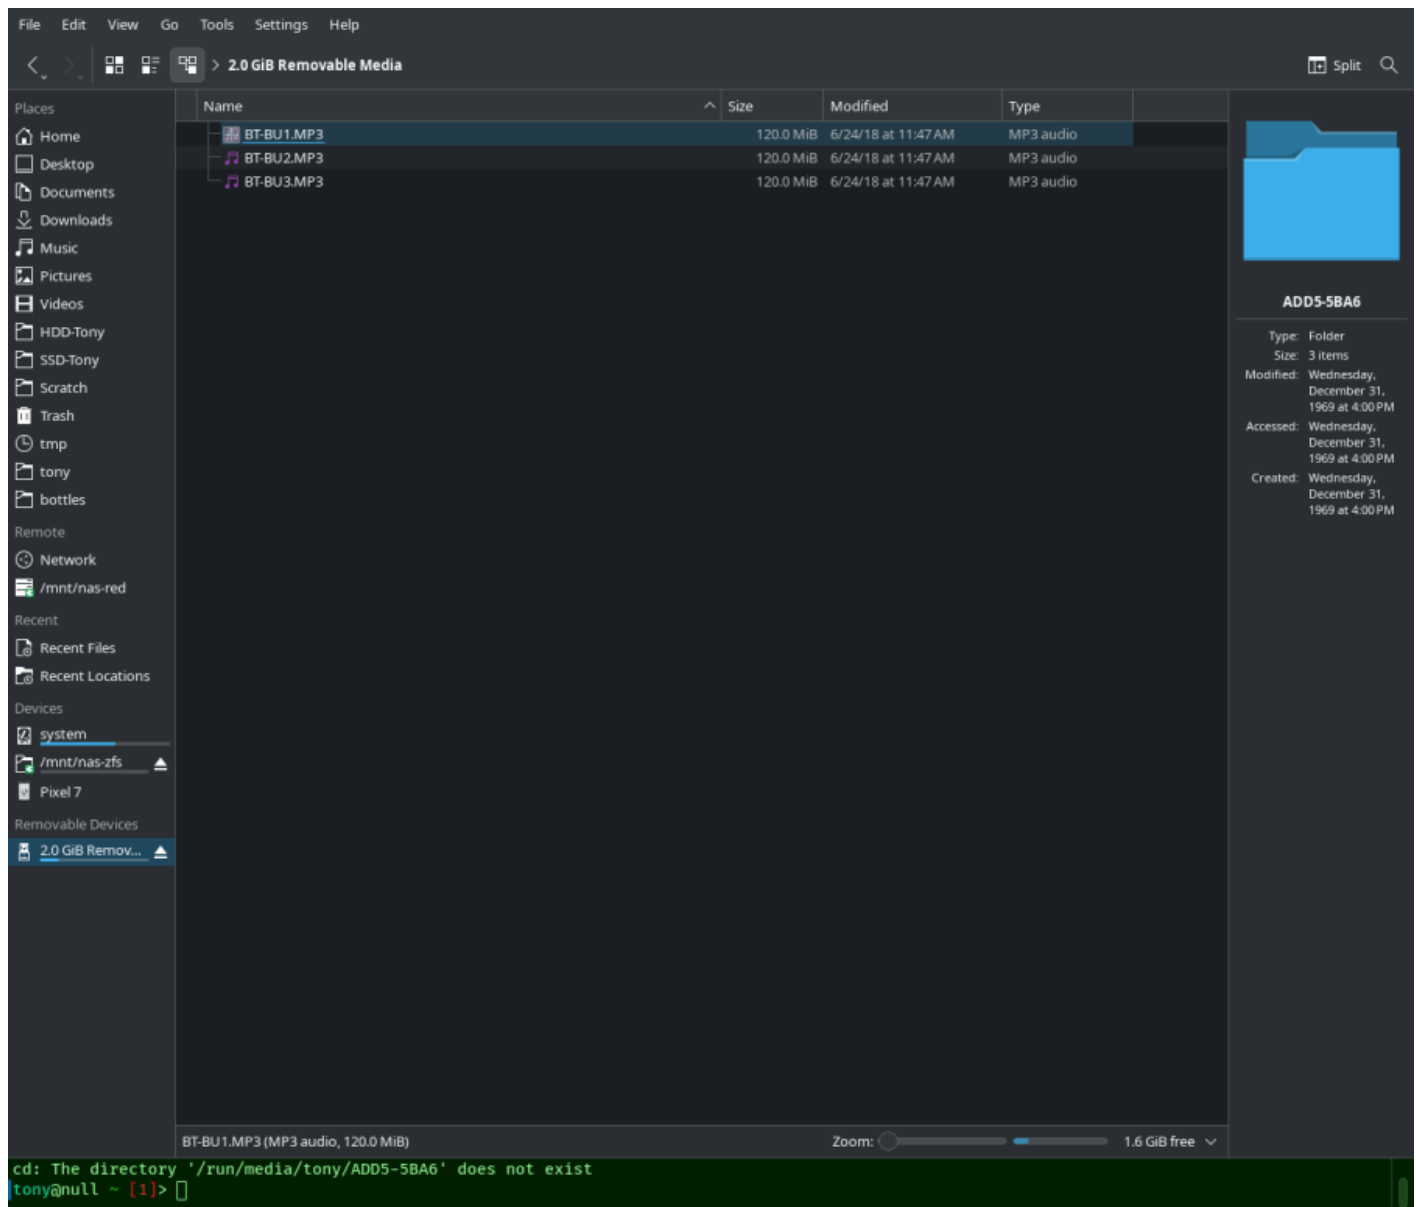 File Edit View Go Tools Settings Help
> 2.0 GiB Removable Media
Split
Places
Home
Desktop
Documents
Downloads
Music
Pictures
Videos
HDD-Tony
SSD-Tony
Scratch
Trash
tmp
tony
bottles
Remote
Network
/mnt/nas-red
Recent
Recent Files
Recent Locations
Devices
system
/mnt/nas-zfs
Pixel 7
Removable Devices
2.0 GiB Remov...
Name Size Modified Type
BT-BU1.MP3 120.0 MiB 6/24/18 at 11:47 AM MP3 audio
BT-BU2.MP3 120.0 MiB 6/24/18 at 11:47 AM MP3 audio
BT-BU3.MP3 120.0 MiB 6/24/18 at 11:47 AM MP3 audio
ADD5-5BA6
Type: Folder
Size: 3 items
Modified: Wednesday,
December 31,
1969 at 4:00 PM
Accessed: Wednesday,
December 31,
1969 at 4:00 PM
Created: Wednesday,
December 31,
1969 at 4:00 PM
BT-BU1.MP3 (MP3 audio, 120.0 MiB)
Zoom:
1.6 GiB free
cd: The directory '/run/media/tony/ADD5-5BA6' does not exist
tony@null ~ [1]>